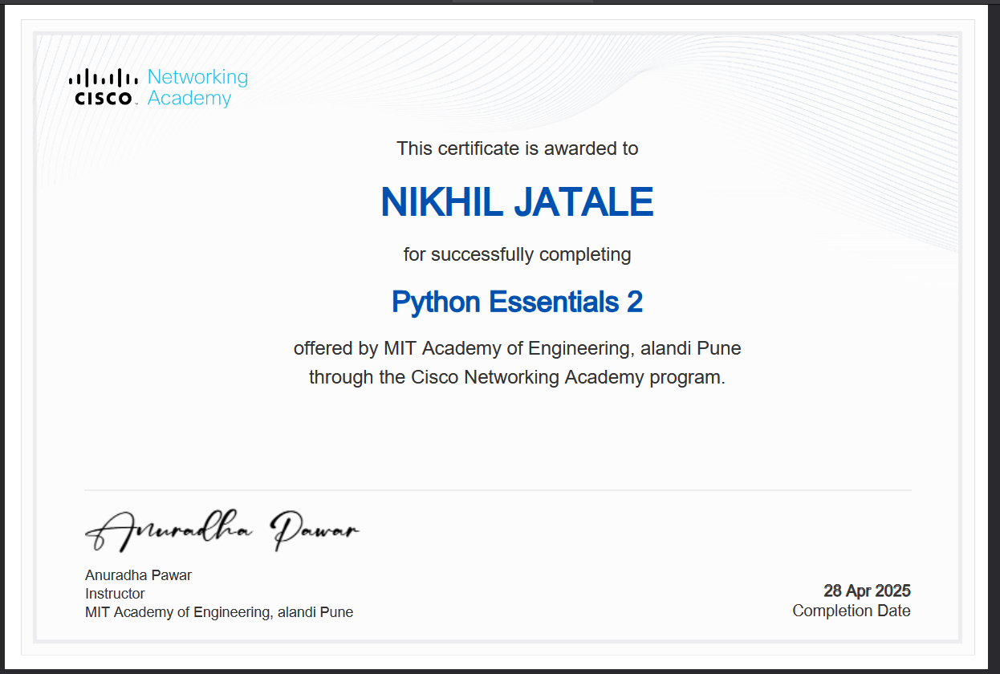 Networking
CISCO Academy
This certificate is awarded to
NIKHIL JATALE
for successfully completing
Python Essentials 2
offered by MIT Academy of Engineering, alandi Pune
through the Cisco Networking Academy program.
Anuradha Pawar
Anuradha Pawar
Instructor
MIT Academy of Engineering, alandi Pune
28 Apr 2025
Completion Date